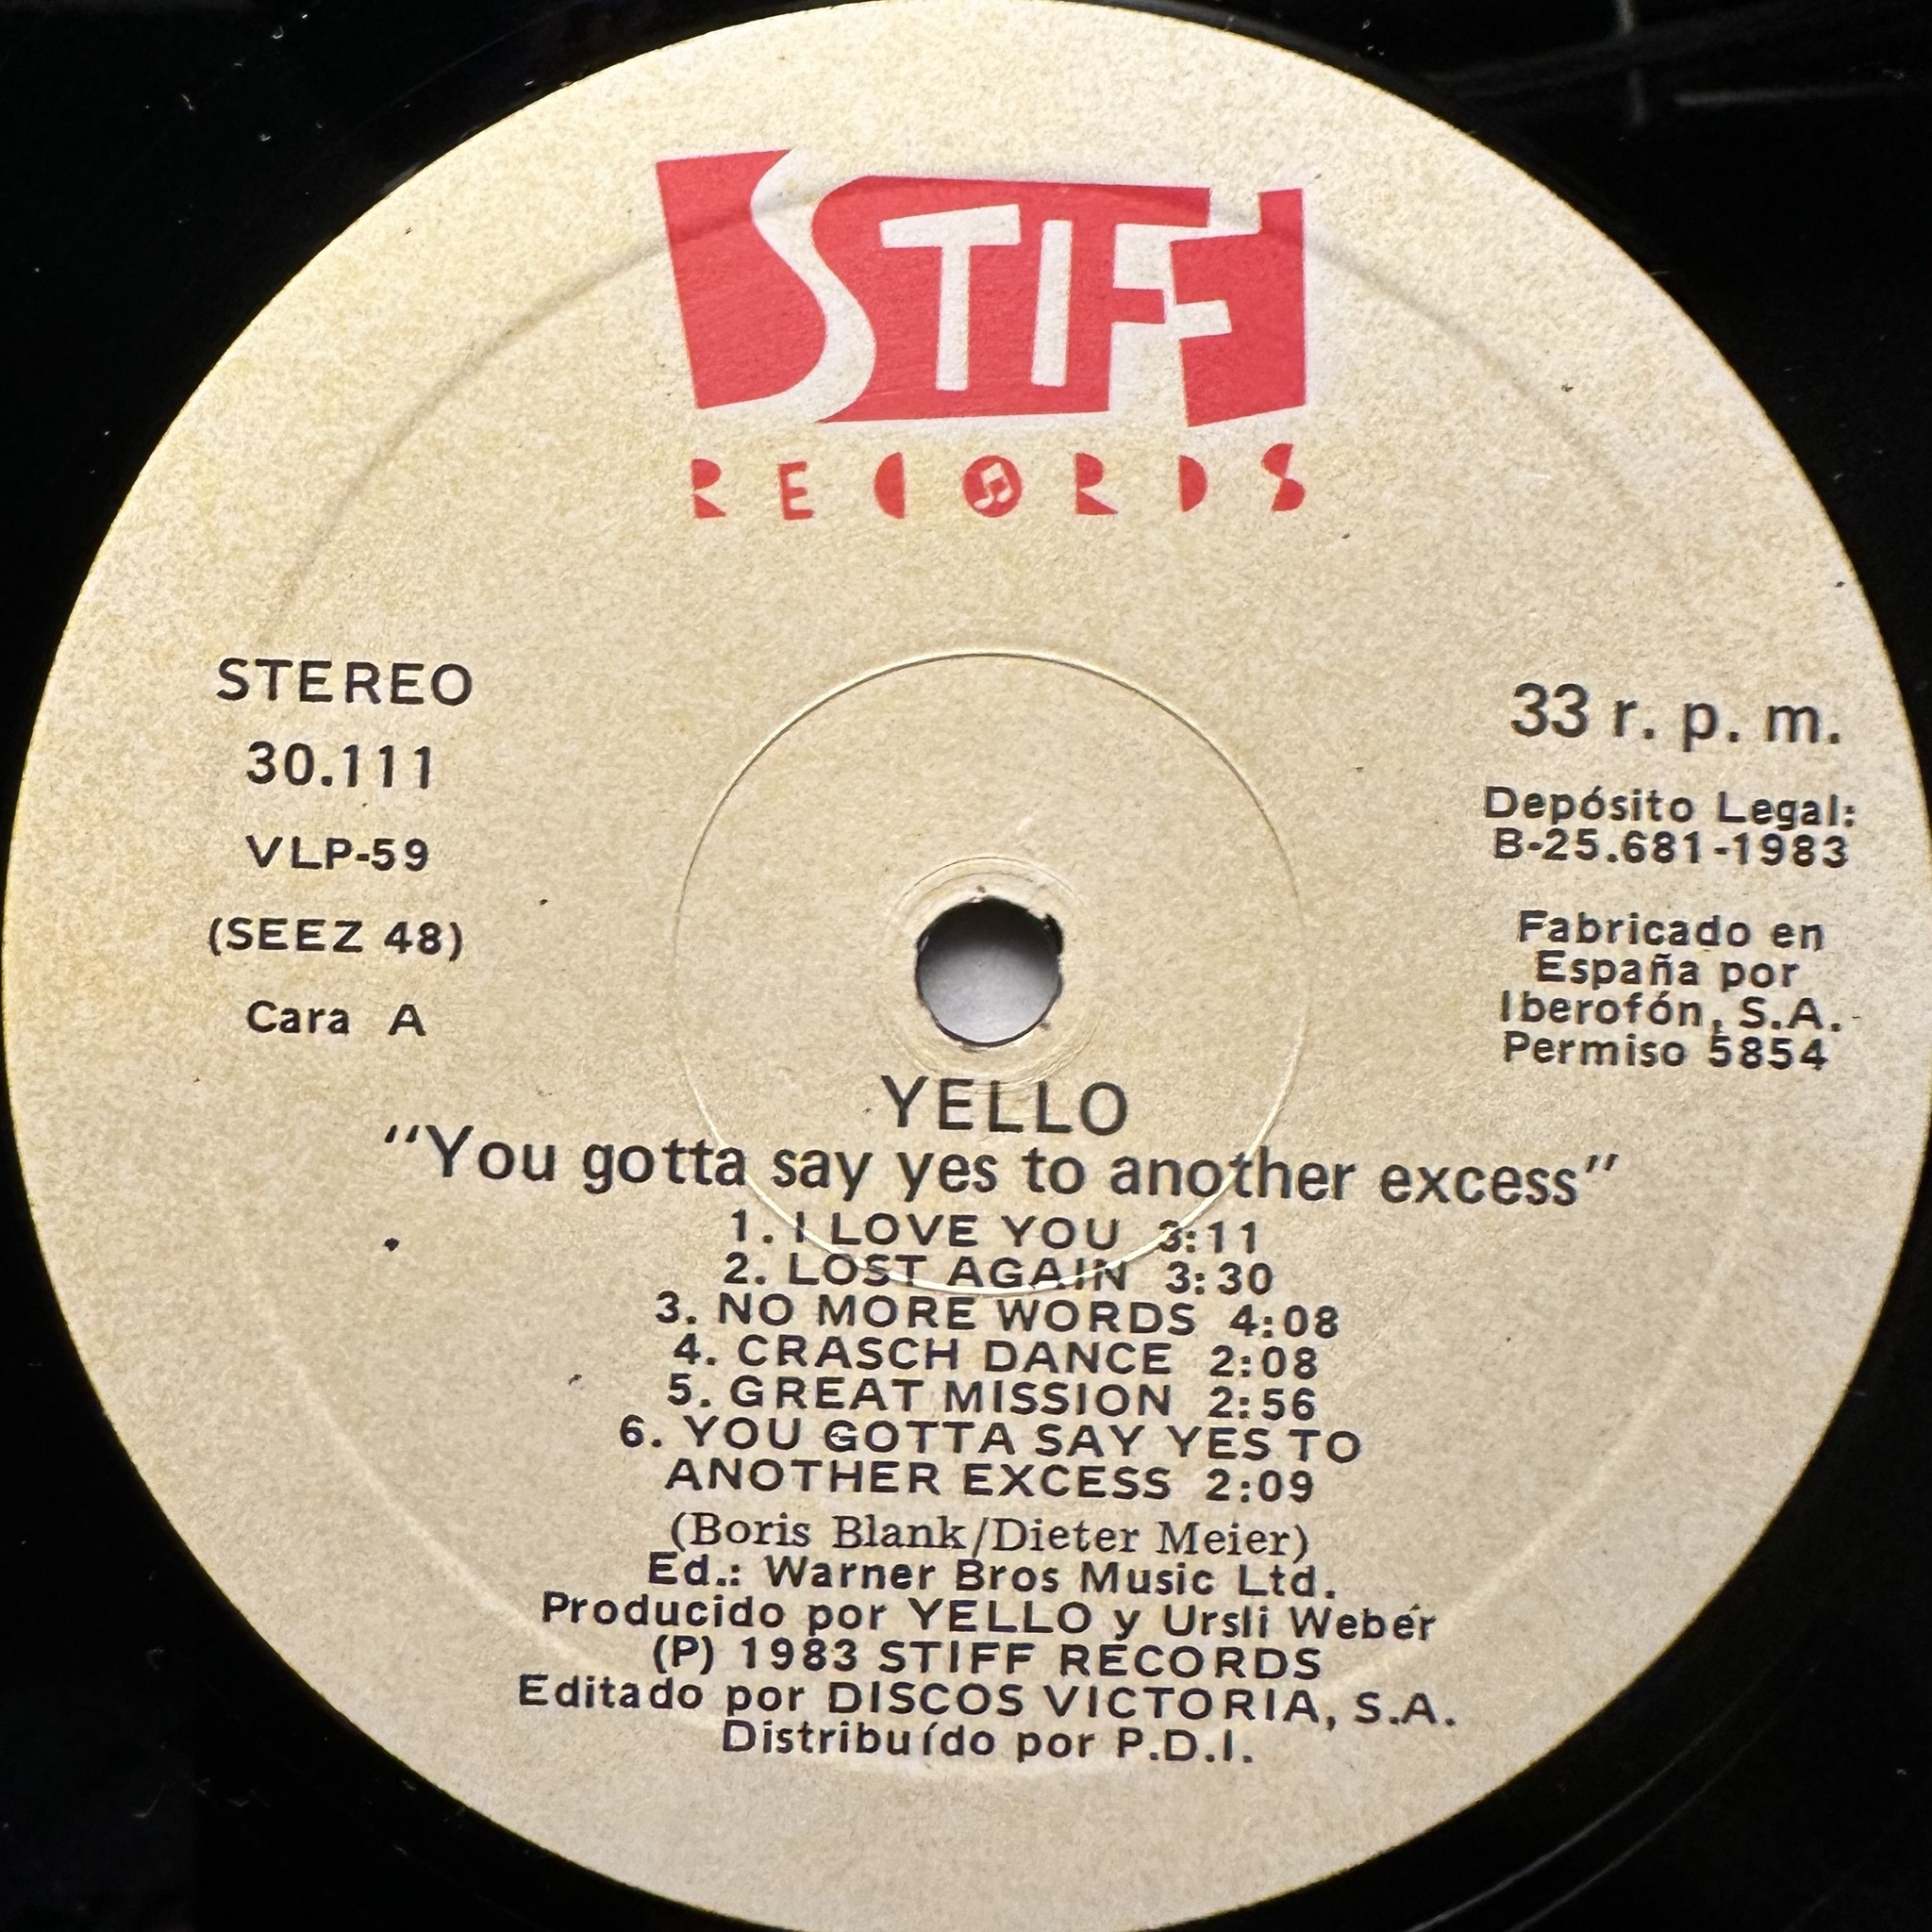 STIFF
RECORDS
STEREO
30.111
VLP-59
(SEEZ 48)
Cara A
33 r. p. m.
Depósito Legal:
B-25.681-1983
Fabricado en
España por
Iberofón, S.A.
Permiso 5854
YELLO
"You gotta say yes to another excess"
1. I LOVE YOU 3:11
2. LOST AGAIN 3:30
3. NO MORE WORDS 4:08
4. CRASCH DANCE 2:08
5. GREAT MISSION 2:56
6. YOU GOTTA SAY YES TO
ANOTHER EXCESS 2:09
(Boris Blank/Dieter Meier)
Ed.: Warner Bros Music Ltd.
Producido por YELLO y Ursli Weber
(P) 1983 STIFF RECORDS
Editado por DISCOS VICTORIA, S.A.
Distribuído por P.D.I.